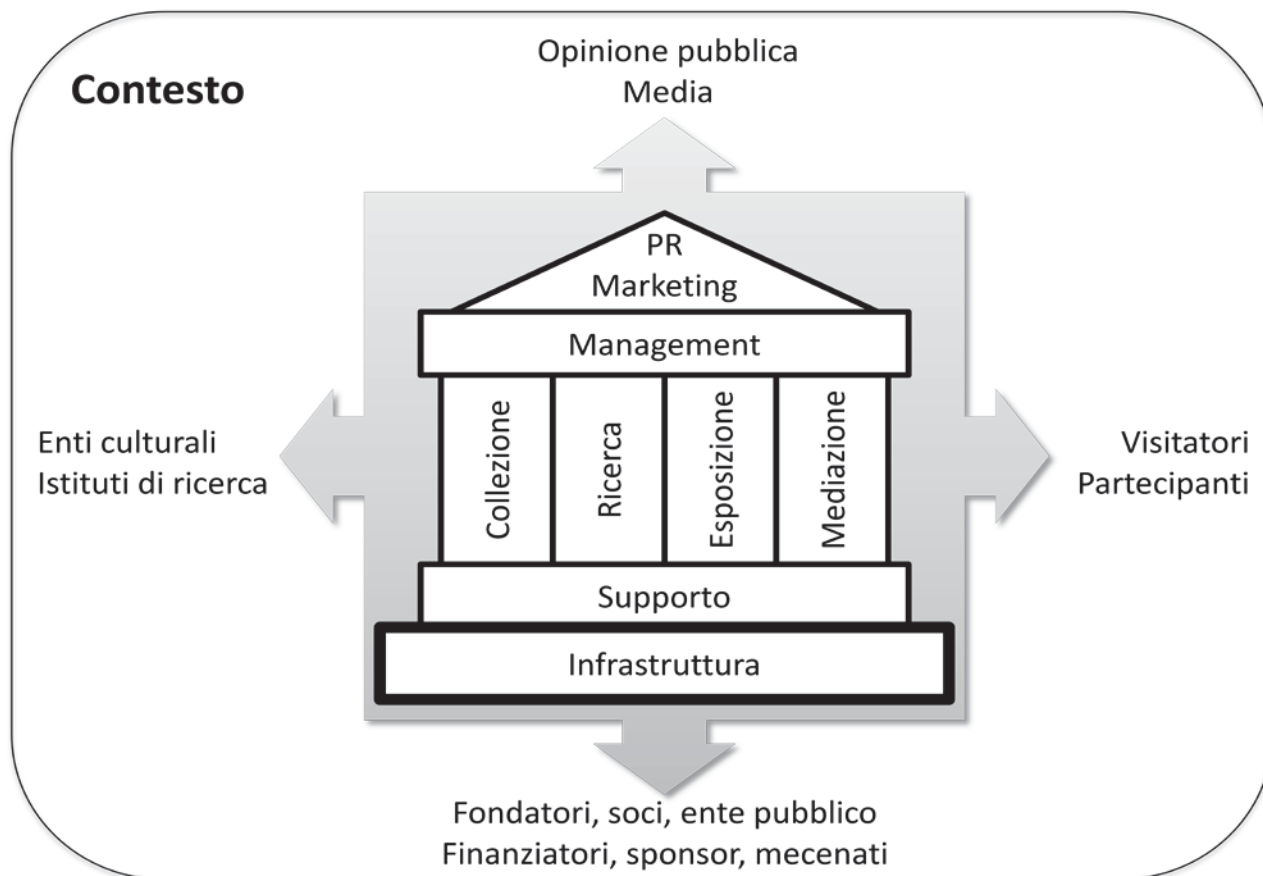 Opinione pubblica
Media
Contesto
PR
Marketing
Management
Collezione
Ricerca
Esposizione
Mediazione
Enti culturali
Istituti di ricerca
Visitatori
Partecipanti
Supporto
Infrastruttura
Fondatori, soci, ente pubblico
Finanziatori, sponsor, mecenati